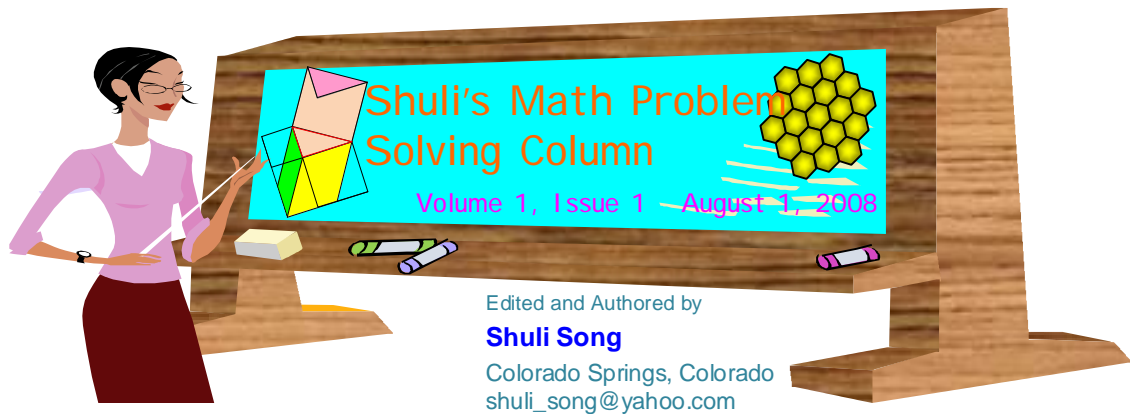 Shuli's Math Problem
Solving Column
Volume 1, Issue 1 August 1, 2008
Edited and Authored by
Shuli Song
Colorado Springs, Colorado
shuli_song@yahoo.com